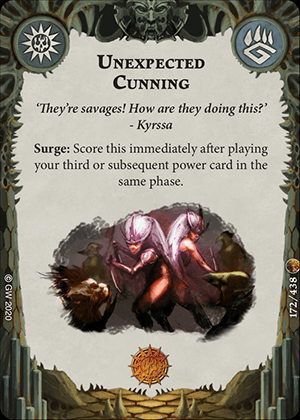 Unexpected
Cunning
‘They’re savages! How are they doing this?’
- Kyrssa
Surge: Score this immediately after playing
your third or subsequent power card in the
same phase.
© GW 2020
172/438